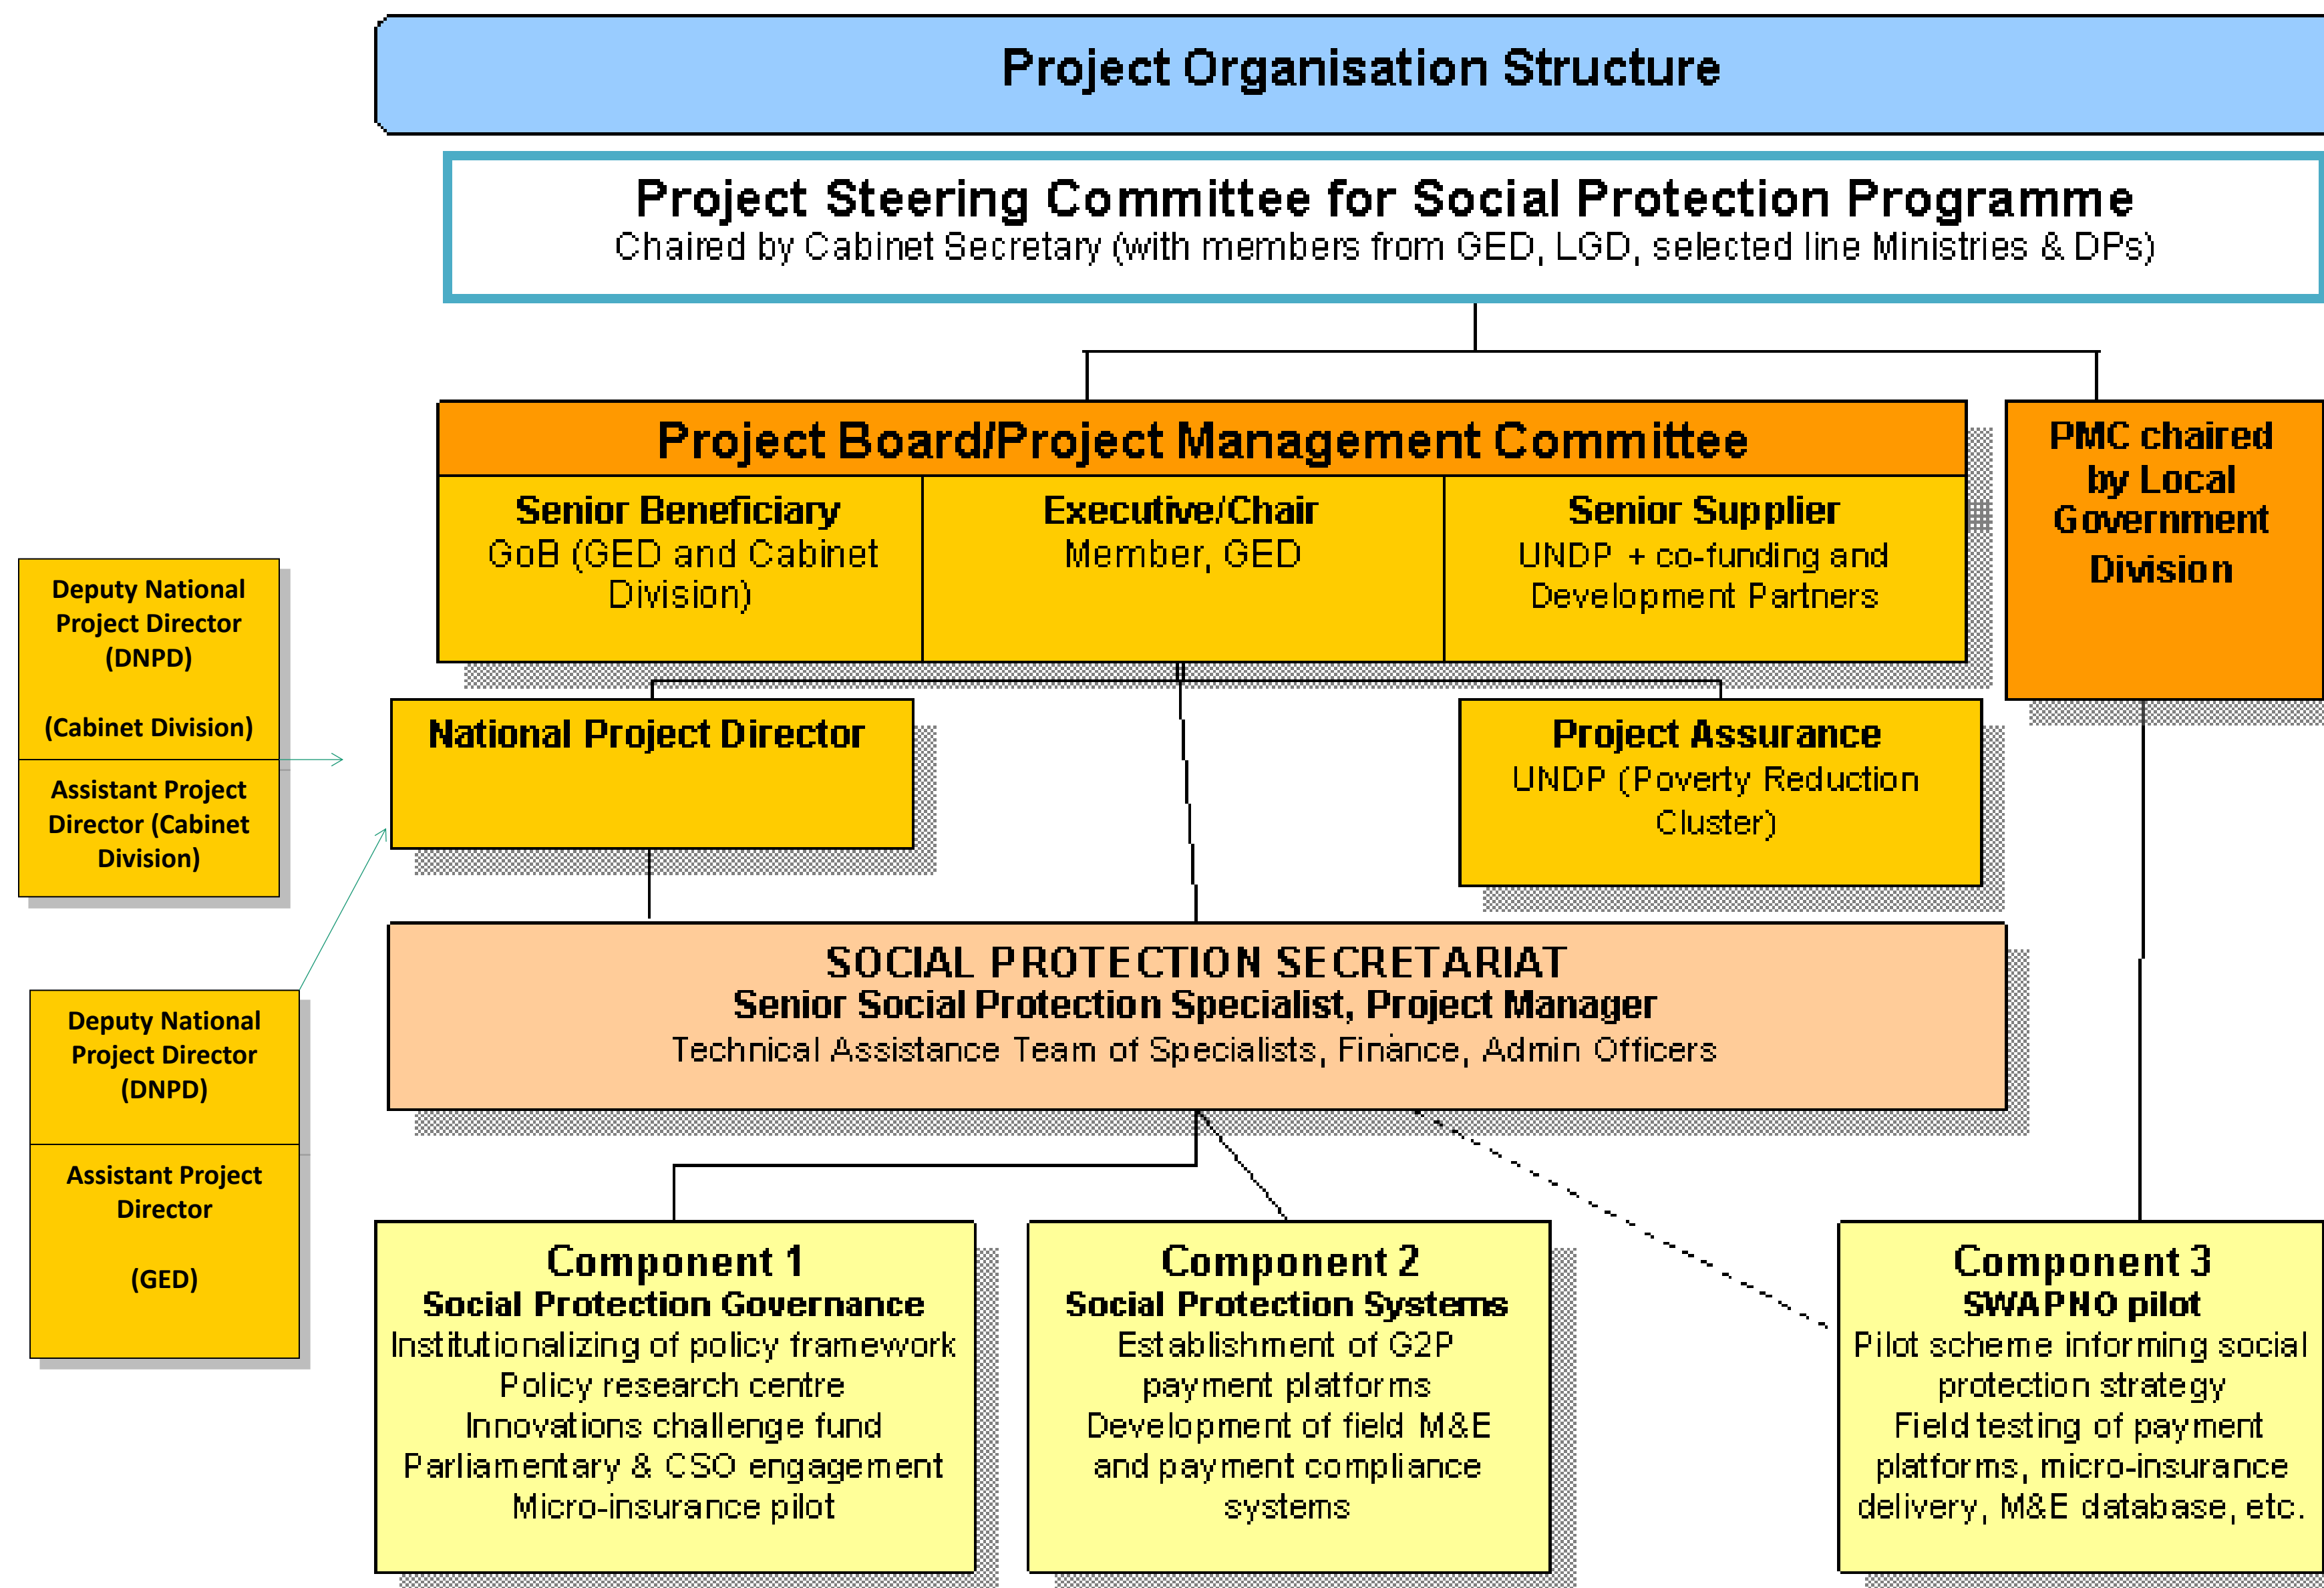 Project Organisation Structure
Project Steering Committee for Social Protection Programme
Chaired by Cabinet Secretary (with members from GED, LGD, selected line Ministries & DPs)
Project Board/Project Management Committee
Senior Beneficiary
GoB (GED and Cabinet
Division)
Executive/Chair
Member, GED
Senior Supplier
UNDP + co-funding and
Development Partners
PMC chaired
by Local
Government
Division
Deputy National
Project Director
(DNPD)
(Cabinet Division)
Assistant Project
Director (Cabinet
Division)
National Project Director
Project Assurance
UNDP (Poverty Reduction
Cluster)
SOCIAL PROTECTION SECRETARIAT
Senior Social Protection Specialist, Project Manager
Technical Assistance Team of Specialists, Finance, Admin Officers
Deputy National
Project Director
(DNPD)
Assistant Project
Director
(GED)
Component 1
Social Protection Governance
Institutionalizing of policy framework
Policy research centre
Innovations challenge fund
Parliamentary & CSO engagement
Micro-insurance pilot
Component 2
Social Protection Systems
Establishment of G2P
payment platforms
Development of field M&E
and payment compliance
systems
Component 3
SWAPNO pilot
Pilot scheme informing social
protection strategy
Field testing of payment
platforms, micro-insurance
delivery, M&E database, etc.